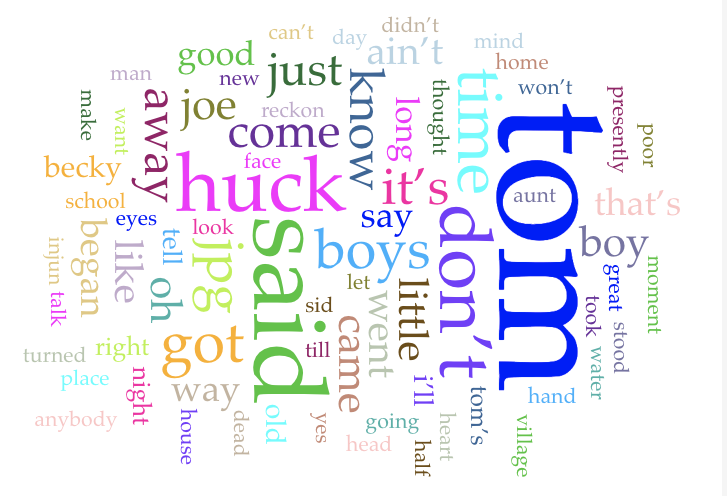 can't
day
didn't
good
just
ain't
mind
home
man
new
know
time
won't
make
want
away
joe
reckon
come
long
thought
tom
presently
poor
becky
face
huck
it's
aunt
that's
school
eyes
look
say
boy
injun
began
like
tell
jpg
said
boys
don't
great
moment
talk
oh
let
little
took
stood
sid
went
turned
right
got
till
came
water
place
night
way
i'll
tom's
hand
anybody
house
dead
old
yes
going
head
half
heart
village